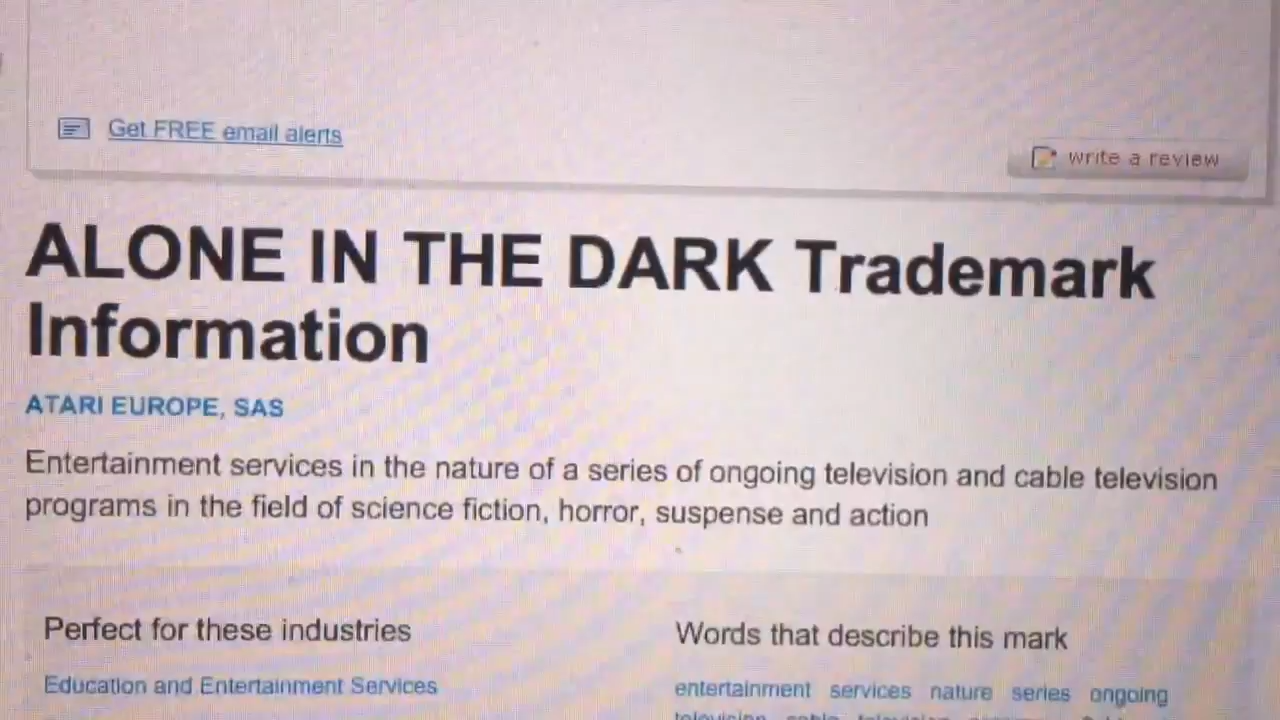 Get FREE email alerts
write a review
ALONE IN THE DARK Trademark
Information
ATARI EUROPE, SAS
Entertainment services in the nature of a series of ongoing television and cable television
programs in the field of science fiction, horror, suspense and action
Perfect for these industries
Words that describe this mark
Education and Entertainment Services
entertainment services nature series ongoing
television cable television